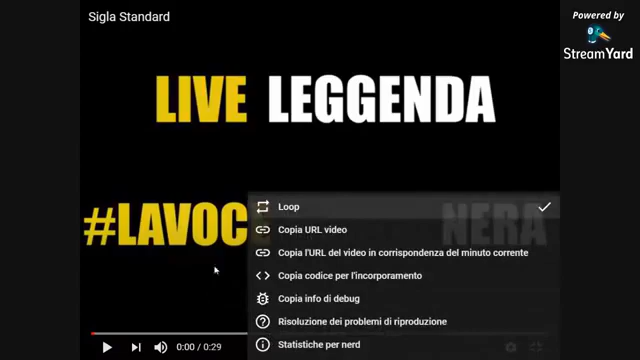 Sigla Standard
Powered by
StreamYard
LIVE LEGGENDA
#LAVOCE NERA
Loop
Copia URL video
Copia l'URL del video in corrispondenza del minuto corrente
Copia codice per l'incorporamento
Copia info di debug
Risoluzione dei problemi di riproduzione
Statistiche per nerd
0:00 / 0:29